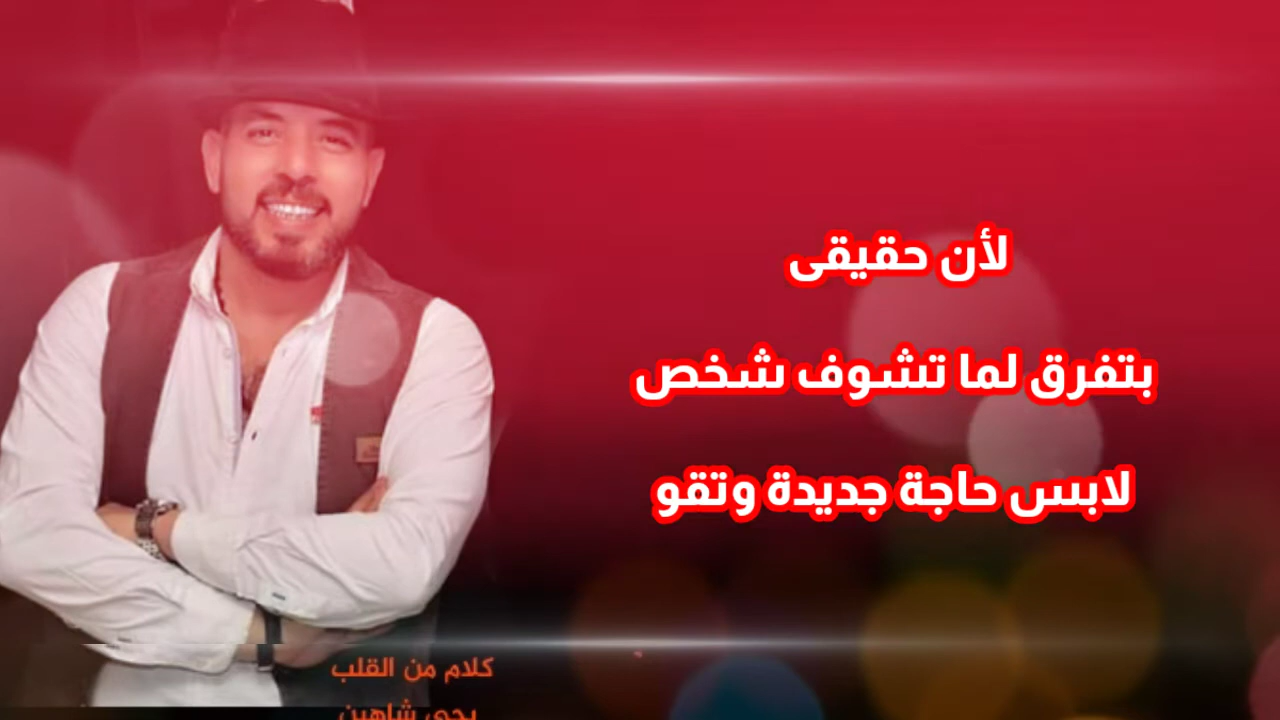 لأن حقيقى
بتفرق لما تشوف شخص
لابس حاجة جديدة وتقو
كلام من القلب
يحى شاهين